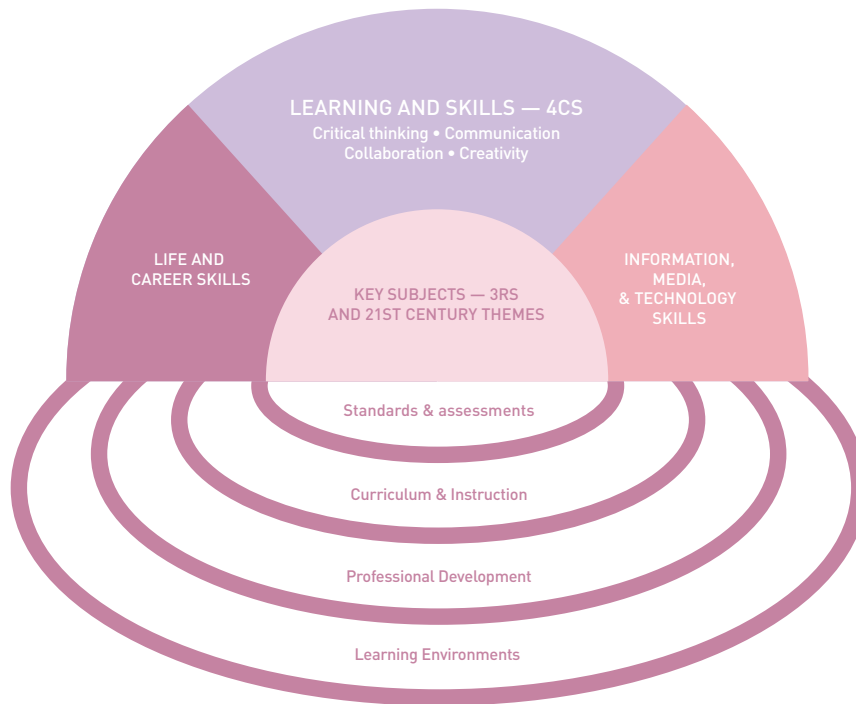 LEARNING AND SKILLS — 4CS
Critical thinking • Communication
Collaboration • Creativity
LIFE AND
CAREER SKILLS
KEY SUBJECTS — 3RS
AND 21ST CENTURY THEMES
INFORMATION,
MEDIA,
& TECHNOLOGY
SKILLS
Standards & assessments
Curriculum & Instruction
Professional Development
Learning Environments